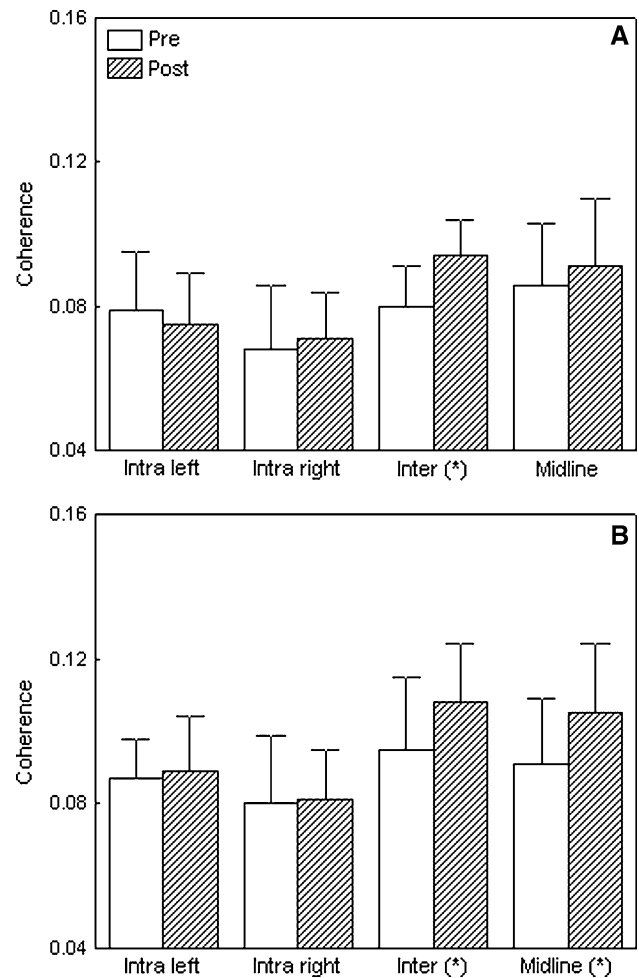 A
Pre
Post
0.16
0.12
0.08
0.04
Coherence
Intra left Intra right Inter (*) Midline
B
0.16
0.12
0.08
0.04
Coherence
Intra left Intra right Inter (*) Midline (*)